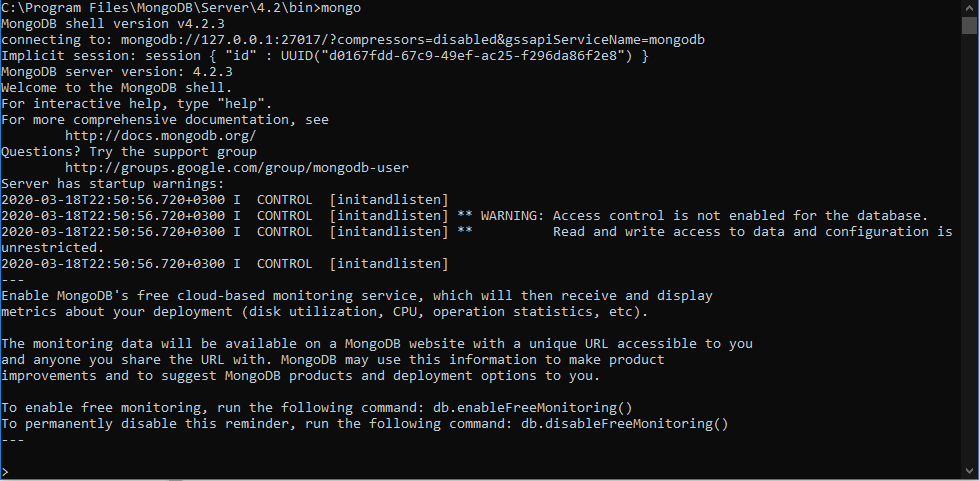 C:\Program Files\MongoDB\Server\4.2\bin>mongo
MongoDB shell version v4.2.3
connecting to: mongodb://127.0.0.1:27017/?compressors=disabled&gssapiServiceName=mongodb
Implicit session: session { "id" : UUID("d0167fdd-67c9-49ef-ac25-f296da86f2e8") }
MongoDB server version: 4.2.3
Welcome to the MongoDB shell.
For interactive help, type "help".
For more comprehensive documentation, see
        http://docs.mongodb.org/
Questions? Try the support group
        http://groups.google.com/group/mongodb-user
Server has startup warnings:
2020-03-18T22:50:56.720+0300 I  CONTROL  [initandlisten]
2020-03-18T22:50:56.720+0300 I  CONTROL  [initandlisten] ** WARNING: Access control is not enabled for the database.
2020-03-18T22:50:56.720+0300 I  CONTROL  [initandlisten] **          Read and write access to data and configuration is
unrestricted.
2020-03-18T22:50:56.720+0300 I  CONTROL  [initandlisten]
---
Enable MongoDB's free cloud-based monitoring service, which will then receive and display
metrics about your deployment (disk utilization, CPU, operation statistics, etc).

The monitoring data will be available on a MongoDB website with a unique URL accessible to you
and anyone you share the URL with. MongoDB may use this information to make product
improvements and to suggest MongoDB products and deployment options to you.

To enable free monitoring, run the following command: db.enableFreeMonitoring()
To permanently disable this reminder, run the following command: db.disableFreeMonitoring()
---

>